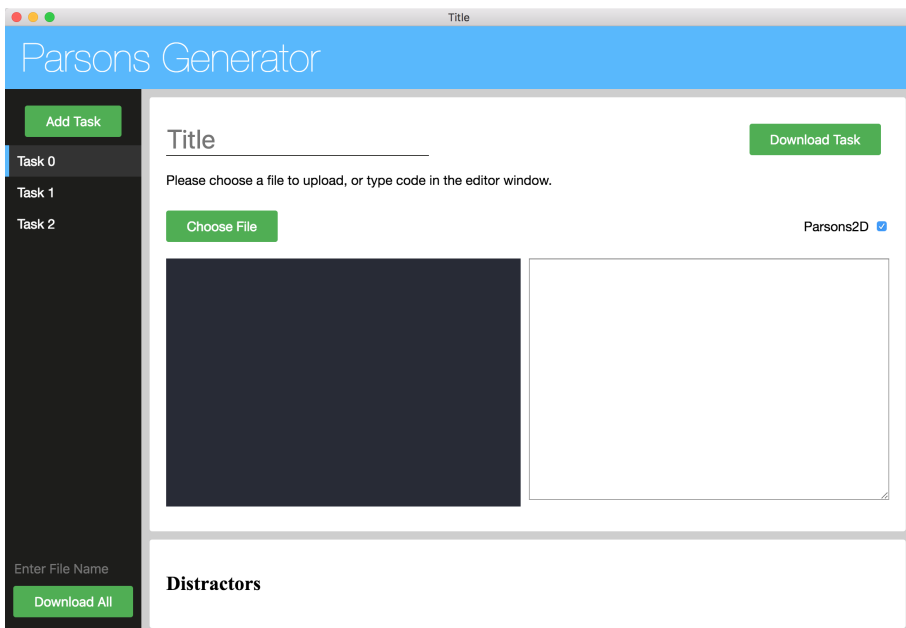 Title
Parsons Generator
Add Task
Task 0
Task 1
Task 2
Enter File Name
Download All
Title
Download Task
Please choose a file to upload, or type code in the editor window.
Choose File
Parsons2D
Distractors